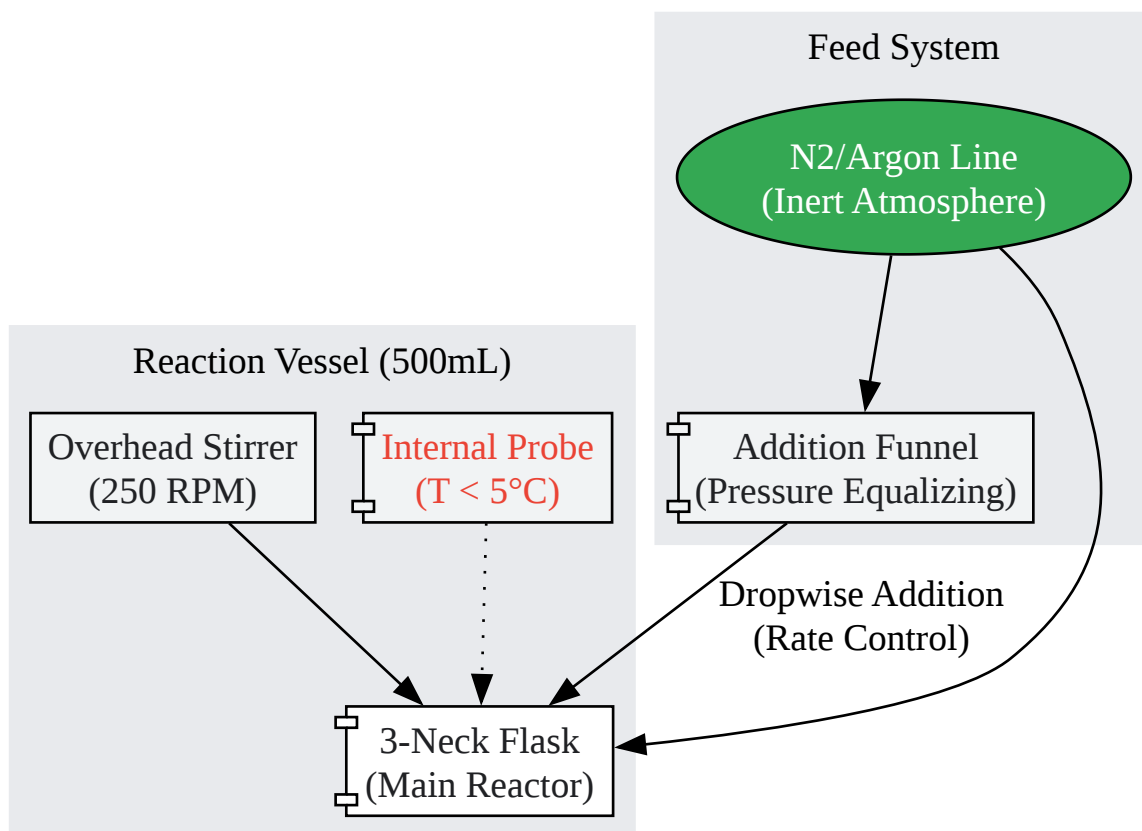 Feed System
N2/Argon Line
(Inert Atmosphere)
Reaction Vessel (500mL)
Overhead Stirrer
(250 RPM)
Internal Probe
(T < 5°C)
Addition Funnel
(Pressure Equalizing)
Dropwise Addition
(Rate Control)
3-Neck Flask
(Main Reactor)